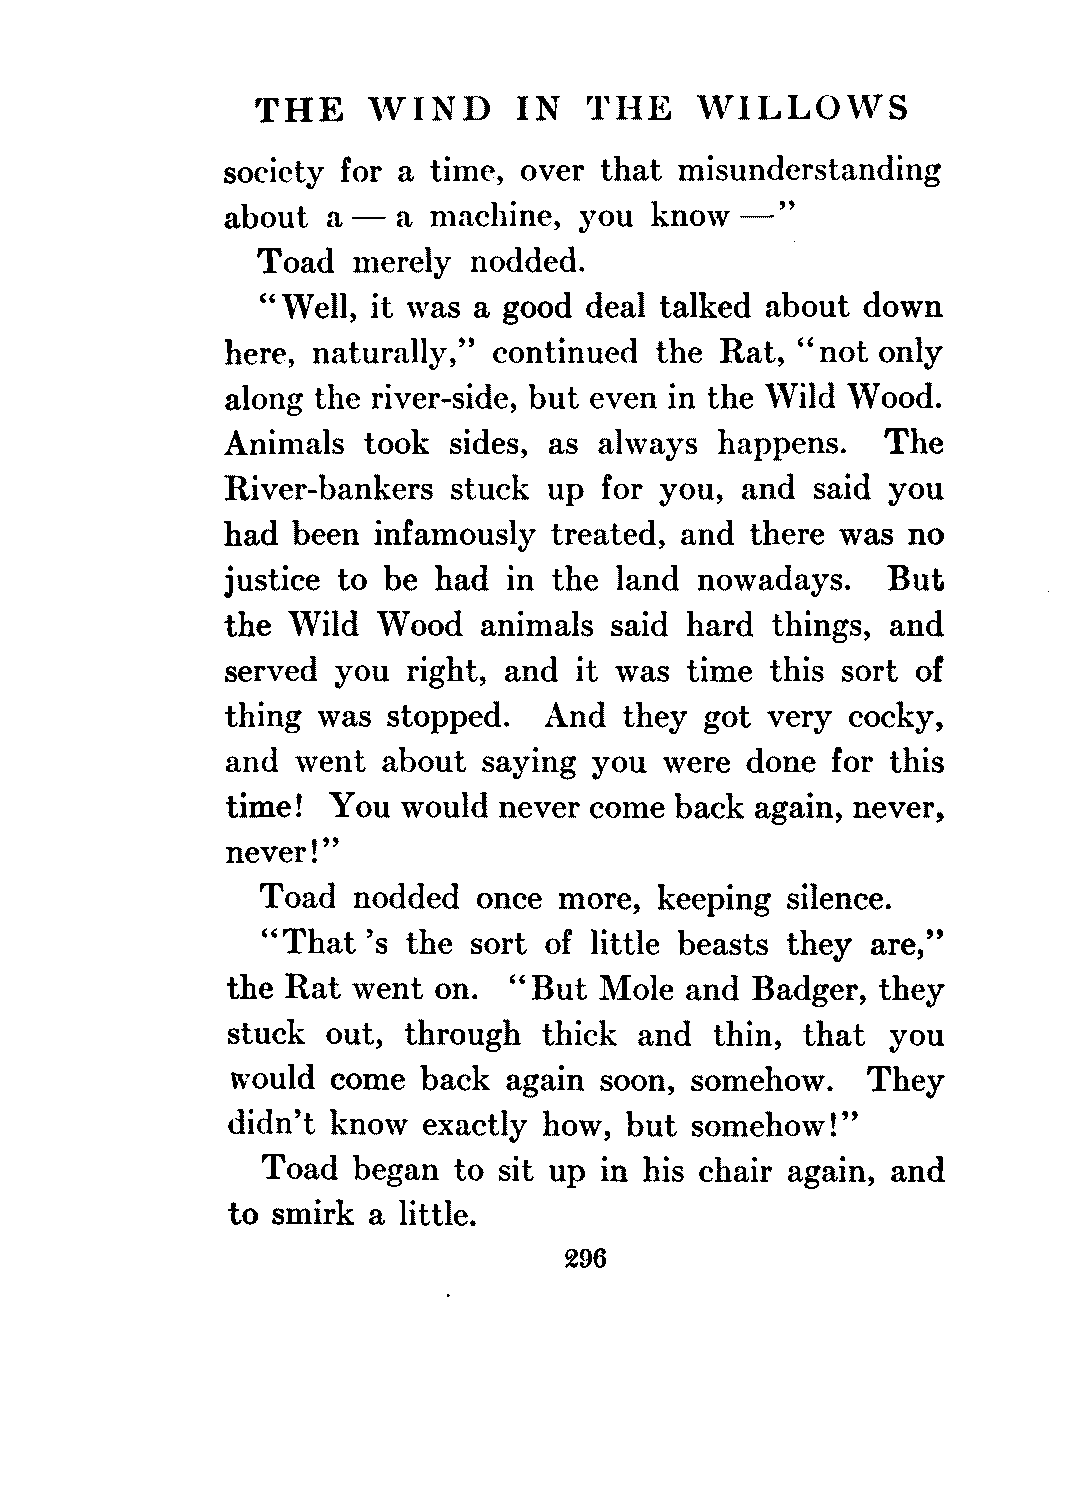 THE WIND IN THE WILLOWS
society for a time, over that misunderstanding
about a — a machine, you know —”
Toad merely nodded.
“Well, it was a good deal talked about down
here, naturally,” continued the Rat, “not only
along the river-side, but even in the Wild Wood.
Animals took sides, as always happens. The
River-bankers stuck up for you, and said you
had been infamously treated, and there was no
justice to be had in the land nowadays. But
the Wild Wood animals said hard things, and
served you right, and it was time this sort of
thing was stopped. And they got very cocky,
and went about saying you were done for this
time! You would never come back again, never,
never!”
Toad nodded once more, keeping silence.
“That ’s the sort of little beasts they are,”
the Rat went on. “But Mole and Badger, they
stuck out, through thick and thin, that you
would come back again soon, somehow. They
didn’t know exactly how, but somehow!”
Toad began to sit up in his chair again, and
to smirk a little.
296